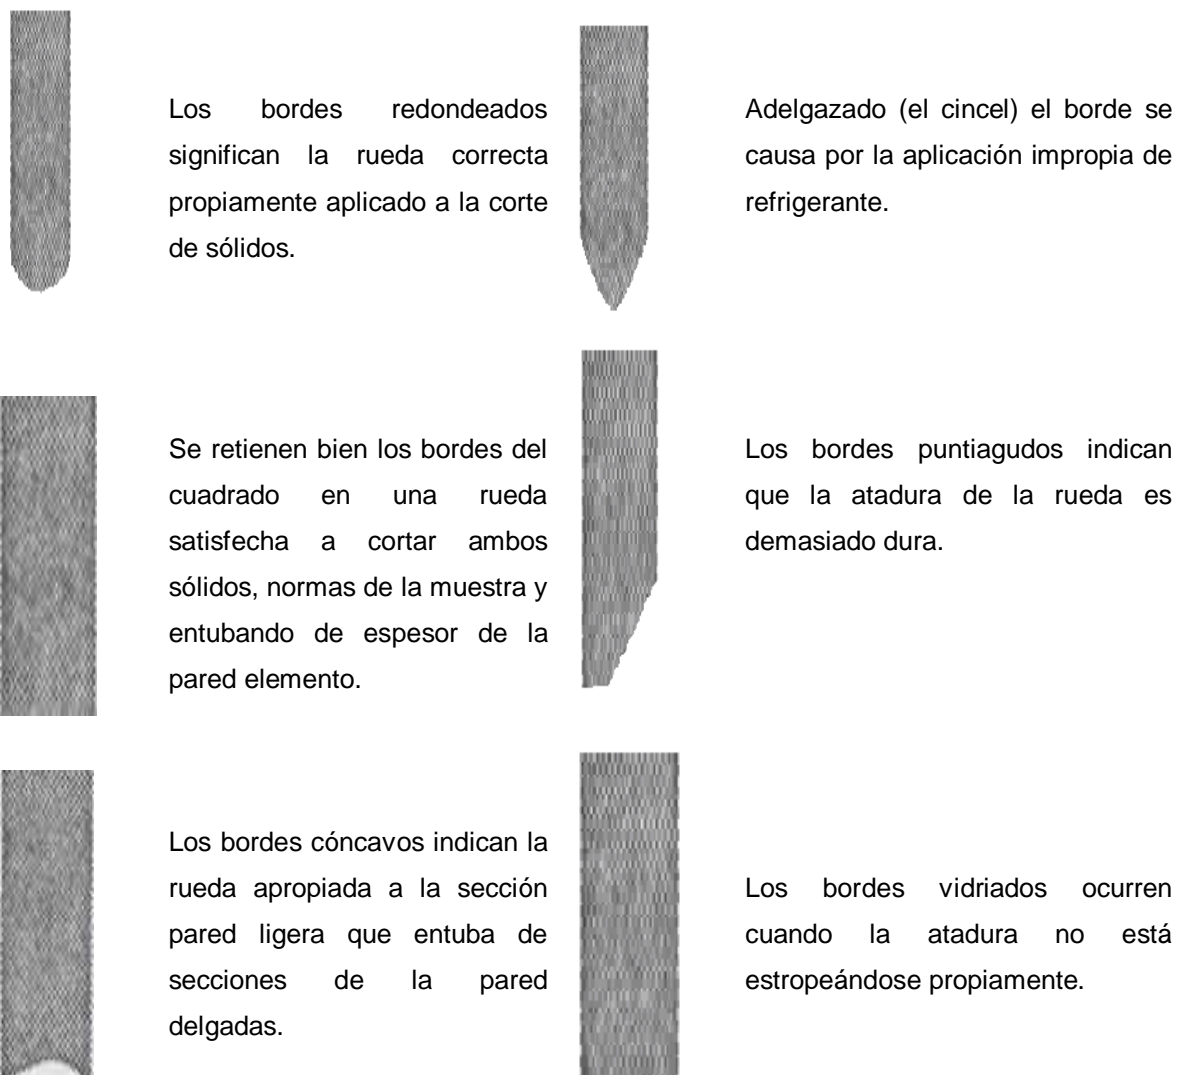 Los bordes redondeados
significan la rueda correcta
propiamente aplicado a la corte
de sólidos.
Adelgazado (el cincel) el borde se
causa por la aplicación impropia de
refrigerante.
Se retienen bien los bordes del
cuadrado en una rueda
satisfecha a cortar ambos
sólidos, normas de la muestra y
entubando de espesor de la
pared elemento.
Los bordes puntiagudos indican
que la atadura de la rueda es
demasiado dura.
Los bordes cóncavos indican la
rueda apropiada a la sección
pared ligera que entuba de
secciones de la pared
delgadas.
Los bordes vidriados ocurren
cuando la atadura no está
estropeándose propiamente.